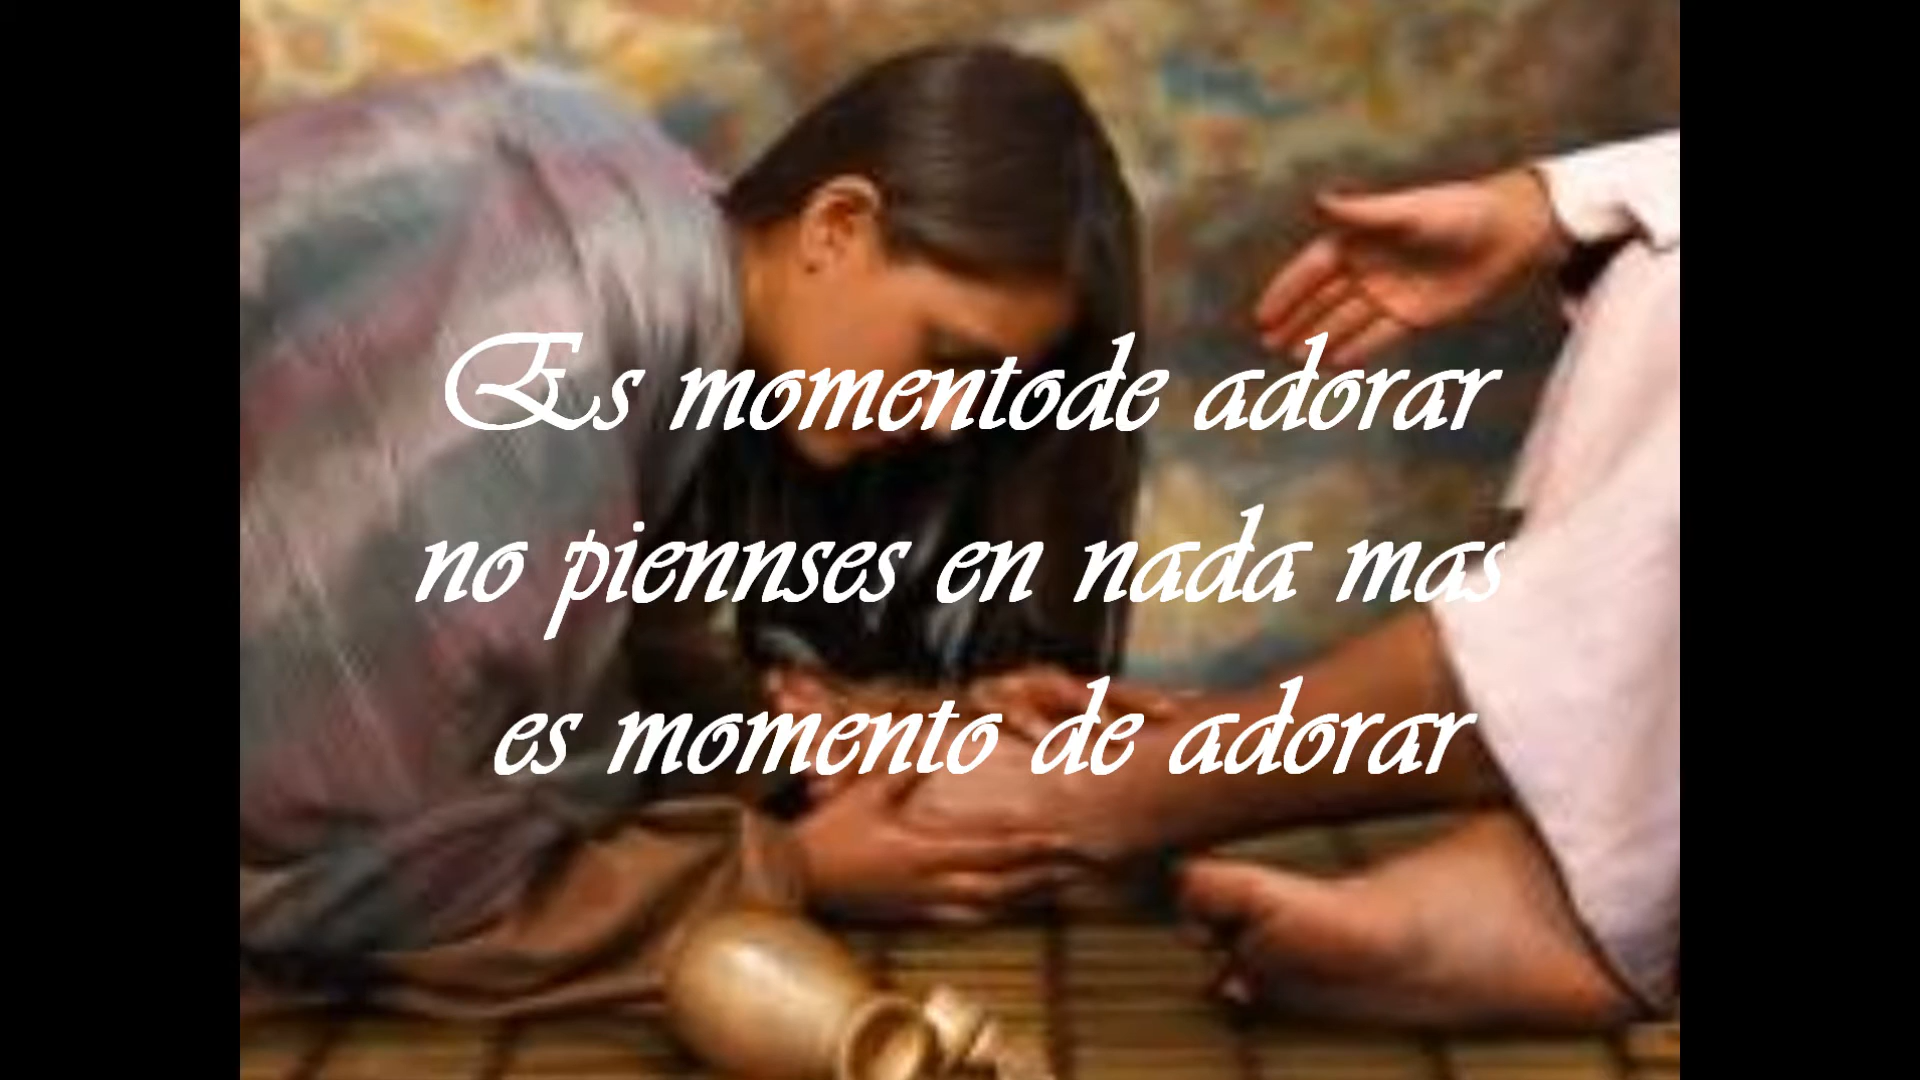 Es momentode adorar
no piennses en nada mas
es momento de adorar